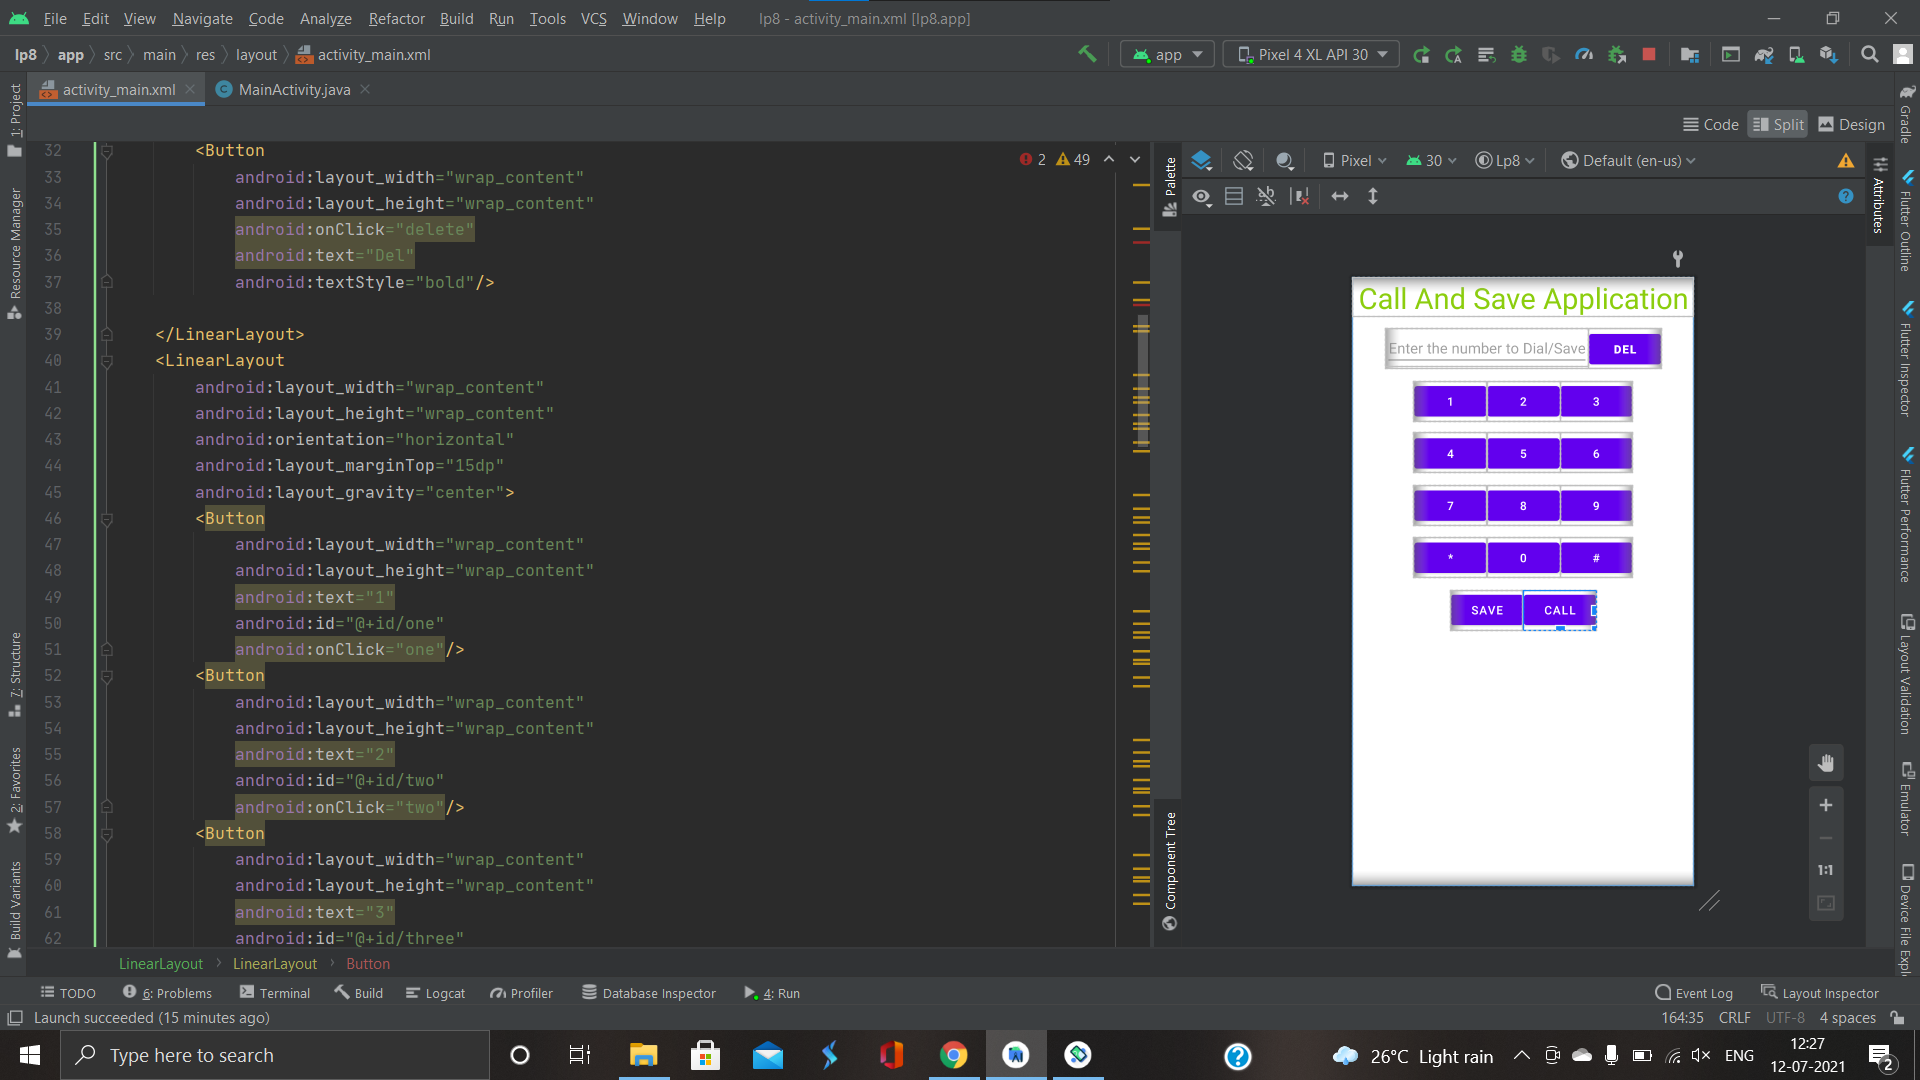 File Edit View Navigate Code Analyze Refactor Build Run Tools VCS Window Help lp8 - activity_main.xml [lp8.app]
lp8 app src main res layout activity_main.xml app Pixel 4 XL API 30
activity_main.xml MainActivity.java
Code Split Design
1: Project
Resource Manager
7: Structure
2: Favorites
Build Variants
2 49
32 <Button
33 android:layout_width="wrap_content"
34 android:layout_height="wrap_content"
35 android:onClick="delete"
36 android:text="Del"
37 android:textStyle="bold"/>
38
39 </LinearLayout>
40 <LinearLayout
41 android:layout_width="wrap_content"
42 android:layout_height="wrap_content"
43 android:orientation="horizontal"
44 android:layout_marginTop="15dp"
45 android:layout_gravity="center">
46 <Button
47 android:layout_width="wrap_content"
48 android:layout_height="wrap_content"
49 android:text="1"
50 android:id="@+id/one"
51 android:onClick="one"/>
52 <Button
53 android:layout_width="wrap_content"
54 android:layout_height="wrap_content"
55 android:text="2"
56 android:id="@+id/two"
57 android:onClick="two"/>
58 <Button
59 android:layout_width="wrap_content"
60 android:layout_height="wrap_content"
61 android:text="3"
62 android:id="@+id/three"
Palette
Component Tree
Pixel 30 Lp8 Default (en-us)
Call And Save Application
Enter the number to Dial/Save DEL
1 2 3
4 5 6
7 8 9
* 0 #
SAVE CALL
1:1
Attributes
Gradle
Flutter Outline
Flutter Inspector
Flutter Performance
Layout Validation
Emulator
Device File Expl
LinearLayout LinearLayout Button
TODO 6: Problems Terminal Build Logcat Profiler Database Inspector 4: Run Event Log Layout Inspector
Launch succeeded (15 minutes ago) 164:35 CRLF UTF-8 4 spaces
Type here to search 26°C Light rain ENG 12:27
12-07-2021 2